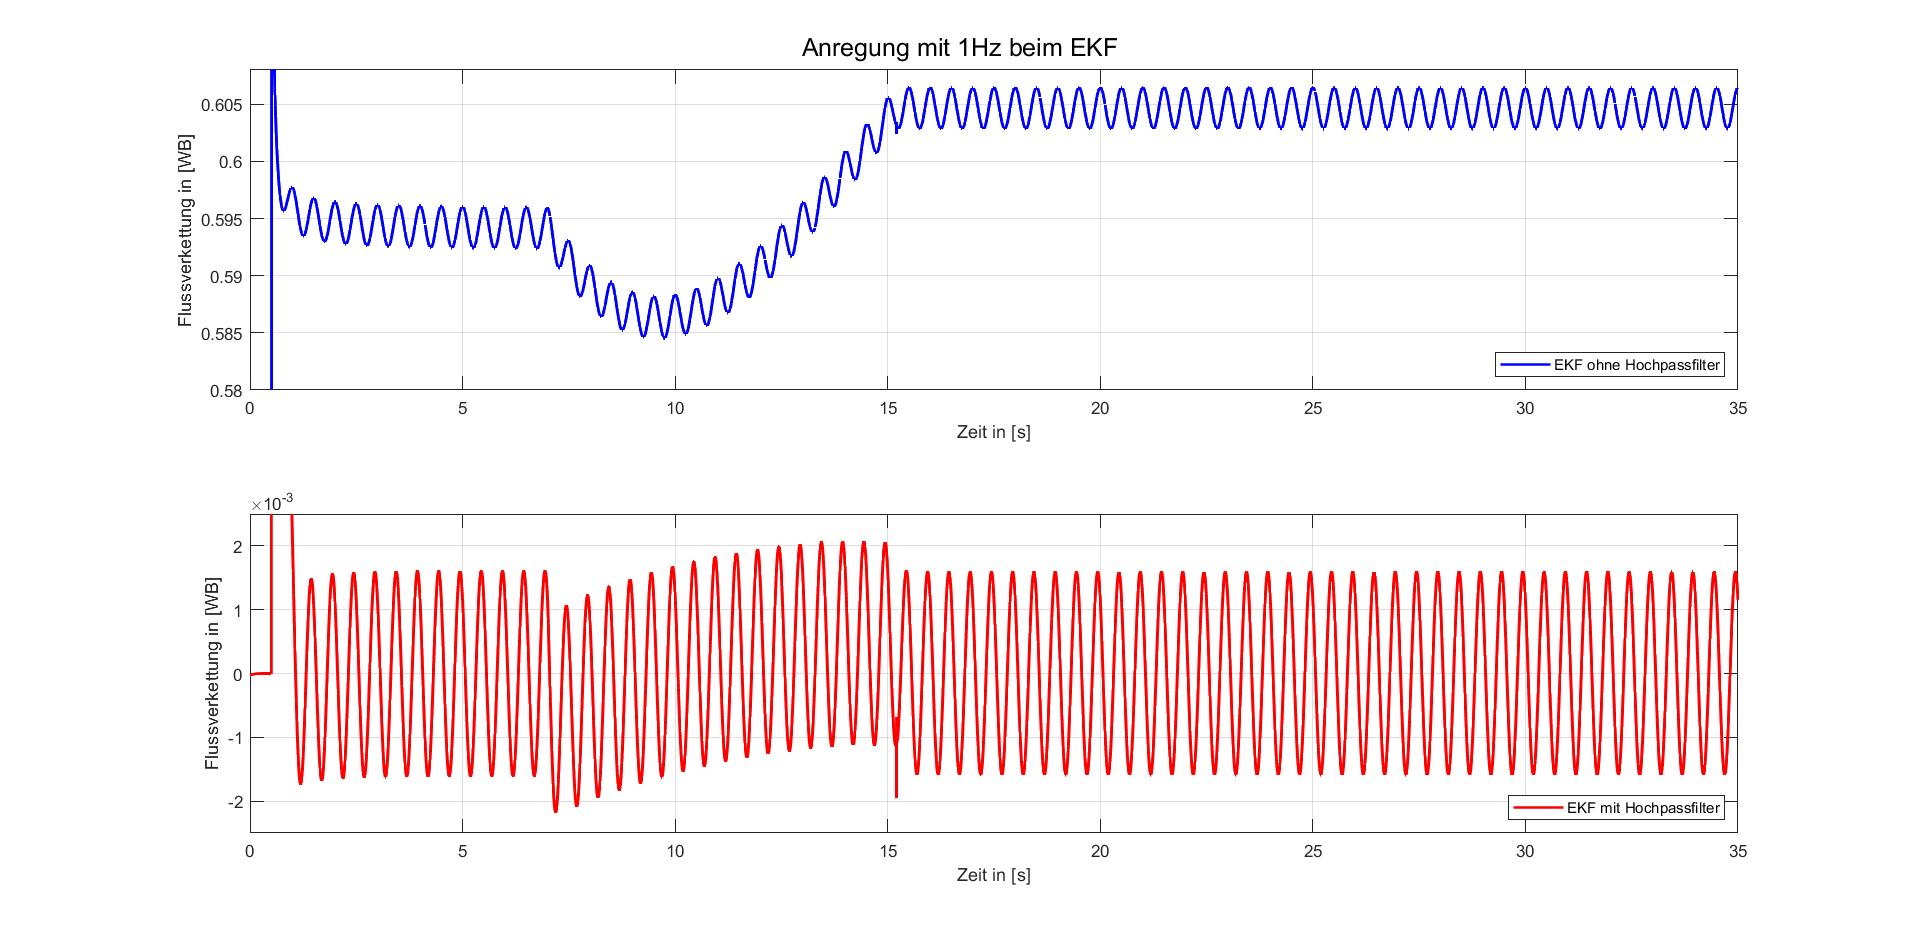 Anregung mit 1Hz beim EKF
0.605
0.6
0.595
0.59
0.585
0.58
Flussverkettung in [WB]
EKF ohne Hochpassfilter
0 5 10 15 20 25 30 35
Zeit in [s]
×10-3
2
1
0
-1
-2
Flussverkettung in [WB]
EKF mit Hochpassfilter
0 5 10 15 20 25 30 35
Zeit in [s]